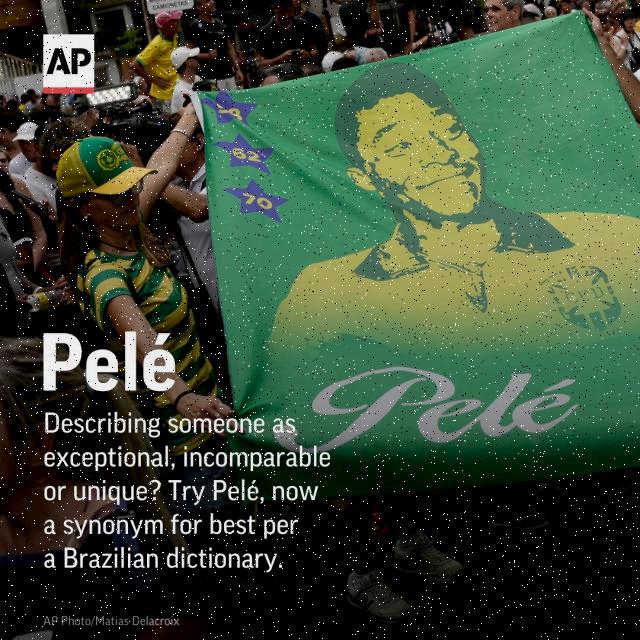 AP
58
62
70
Pelé
Pelé
Describing someone as
exceptional, incomparable
or unique? Try Pelé, now
a synonym for best per
a Brazilian dictionary.
AP Photo/Matias Delacroix